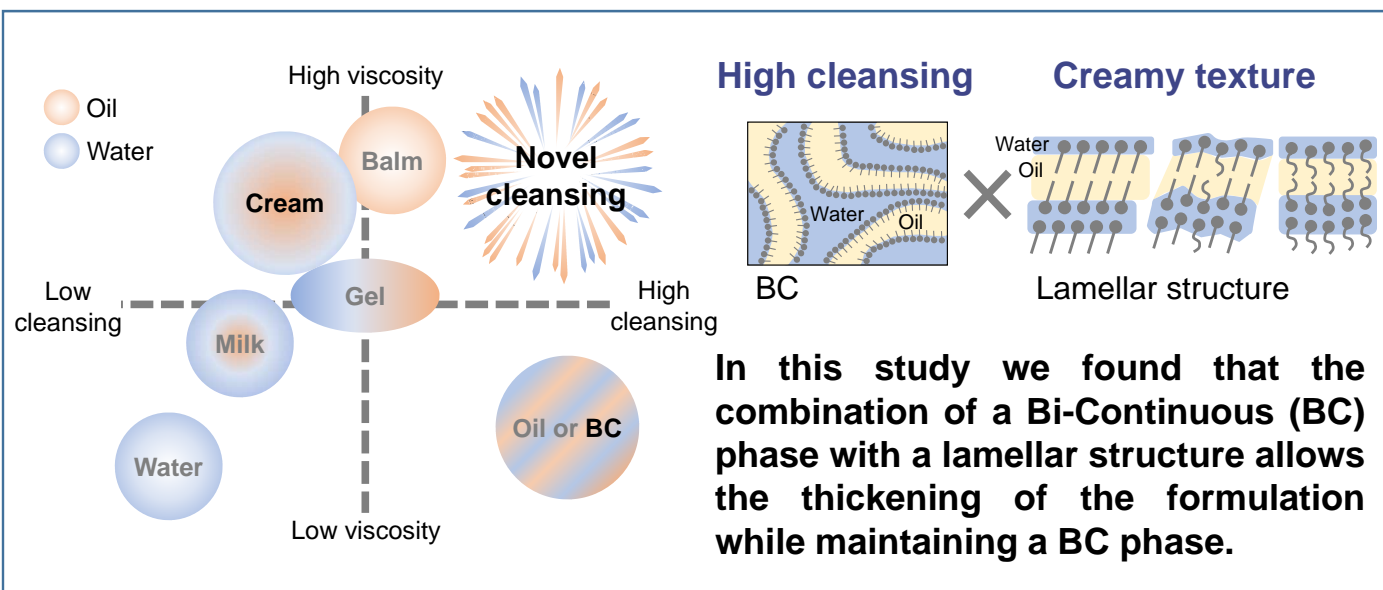 High viscosity
Oil
Water
Balm
Novel
cleansing
Cream
Low
cleansing
Gel
High
cleansing
Milk
Oil or BC
Water
Low viscosity
High cleansing
Creamy texture
Water
Oil
Water
Oil
BC
Lamellar structure
In this study we found that the
combination of a Bi-Continuous (BC)
phase with a lamellar structure allows
the thickening of the formulation
while maintaining a BC phase.